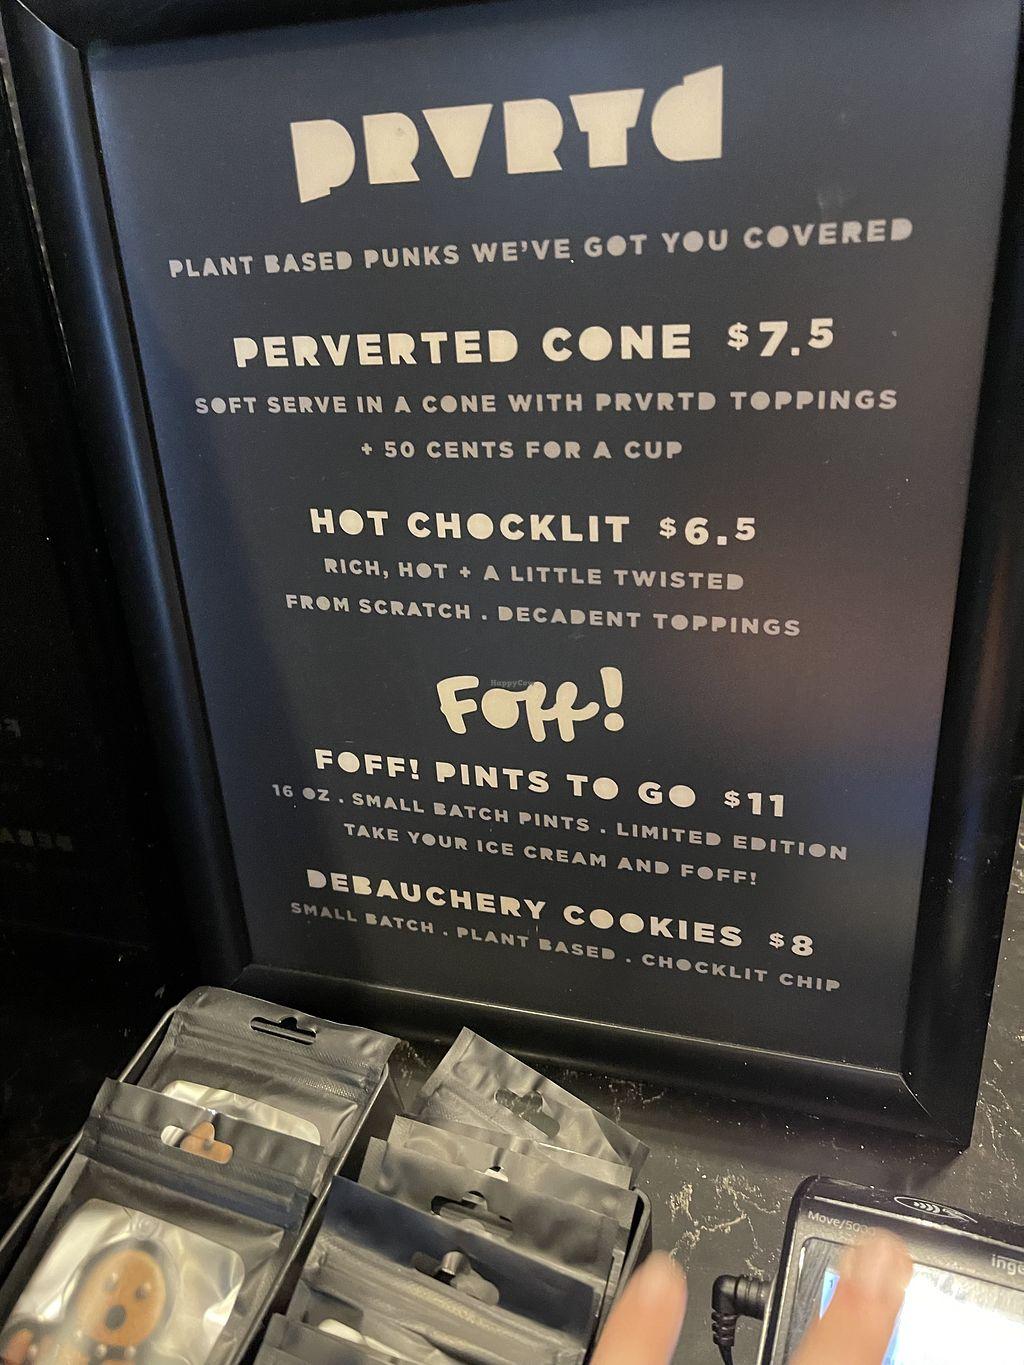 PRVRTD
PLANT BASED PUNKS WE'VE GOT YOU COVERED
PERVERTED CONE $7.5
SOFT SERVE IN A CONE WITH PRVRTD TOPPINGS
+ 50 CENTS FOR A CUP
HOT CHOCKLIT $6.5
RICH, HOT + A LITTLE TWISTED
FROM SCRATCH . DECADENT TOPPINGS
HappyCow
Foff!
FOFF! PINTS TO GO $11
16 OZ . SMALL BATCH PINTS . LIMITED EDITION
TAKE YOUR ICE CREAM AND FOFF!
DEBAUCHERY COOKIES $8
SMALL BATCH . PLANT BASED . CHOCKLIT CHIP
Move/5000